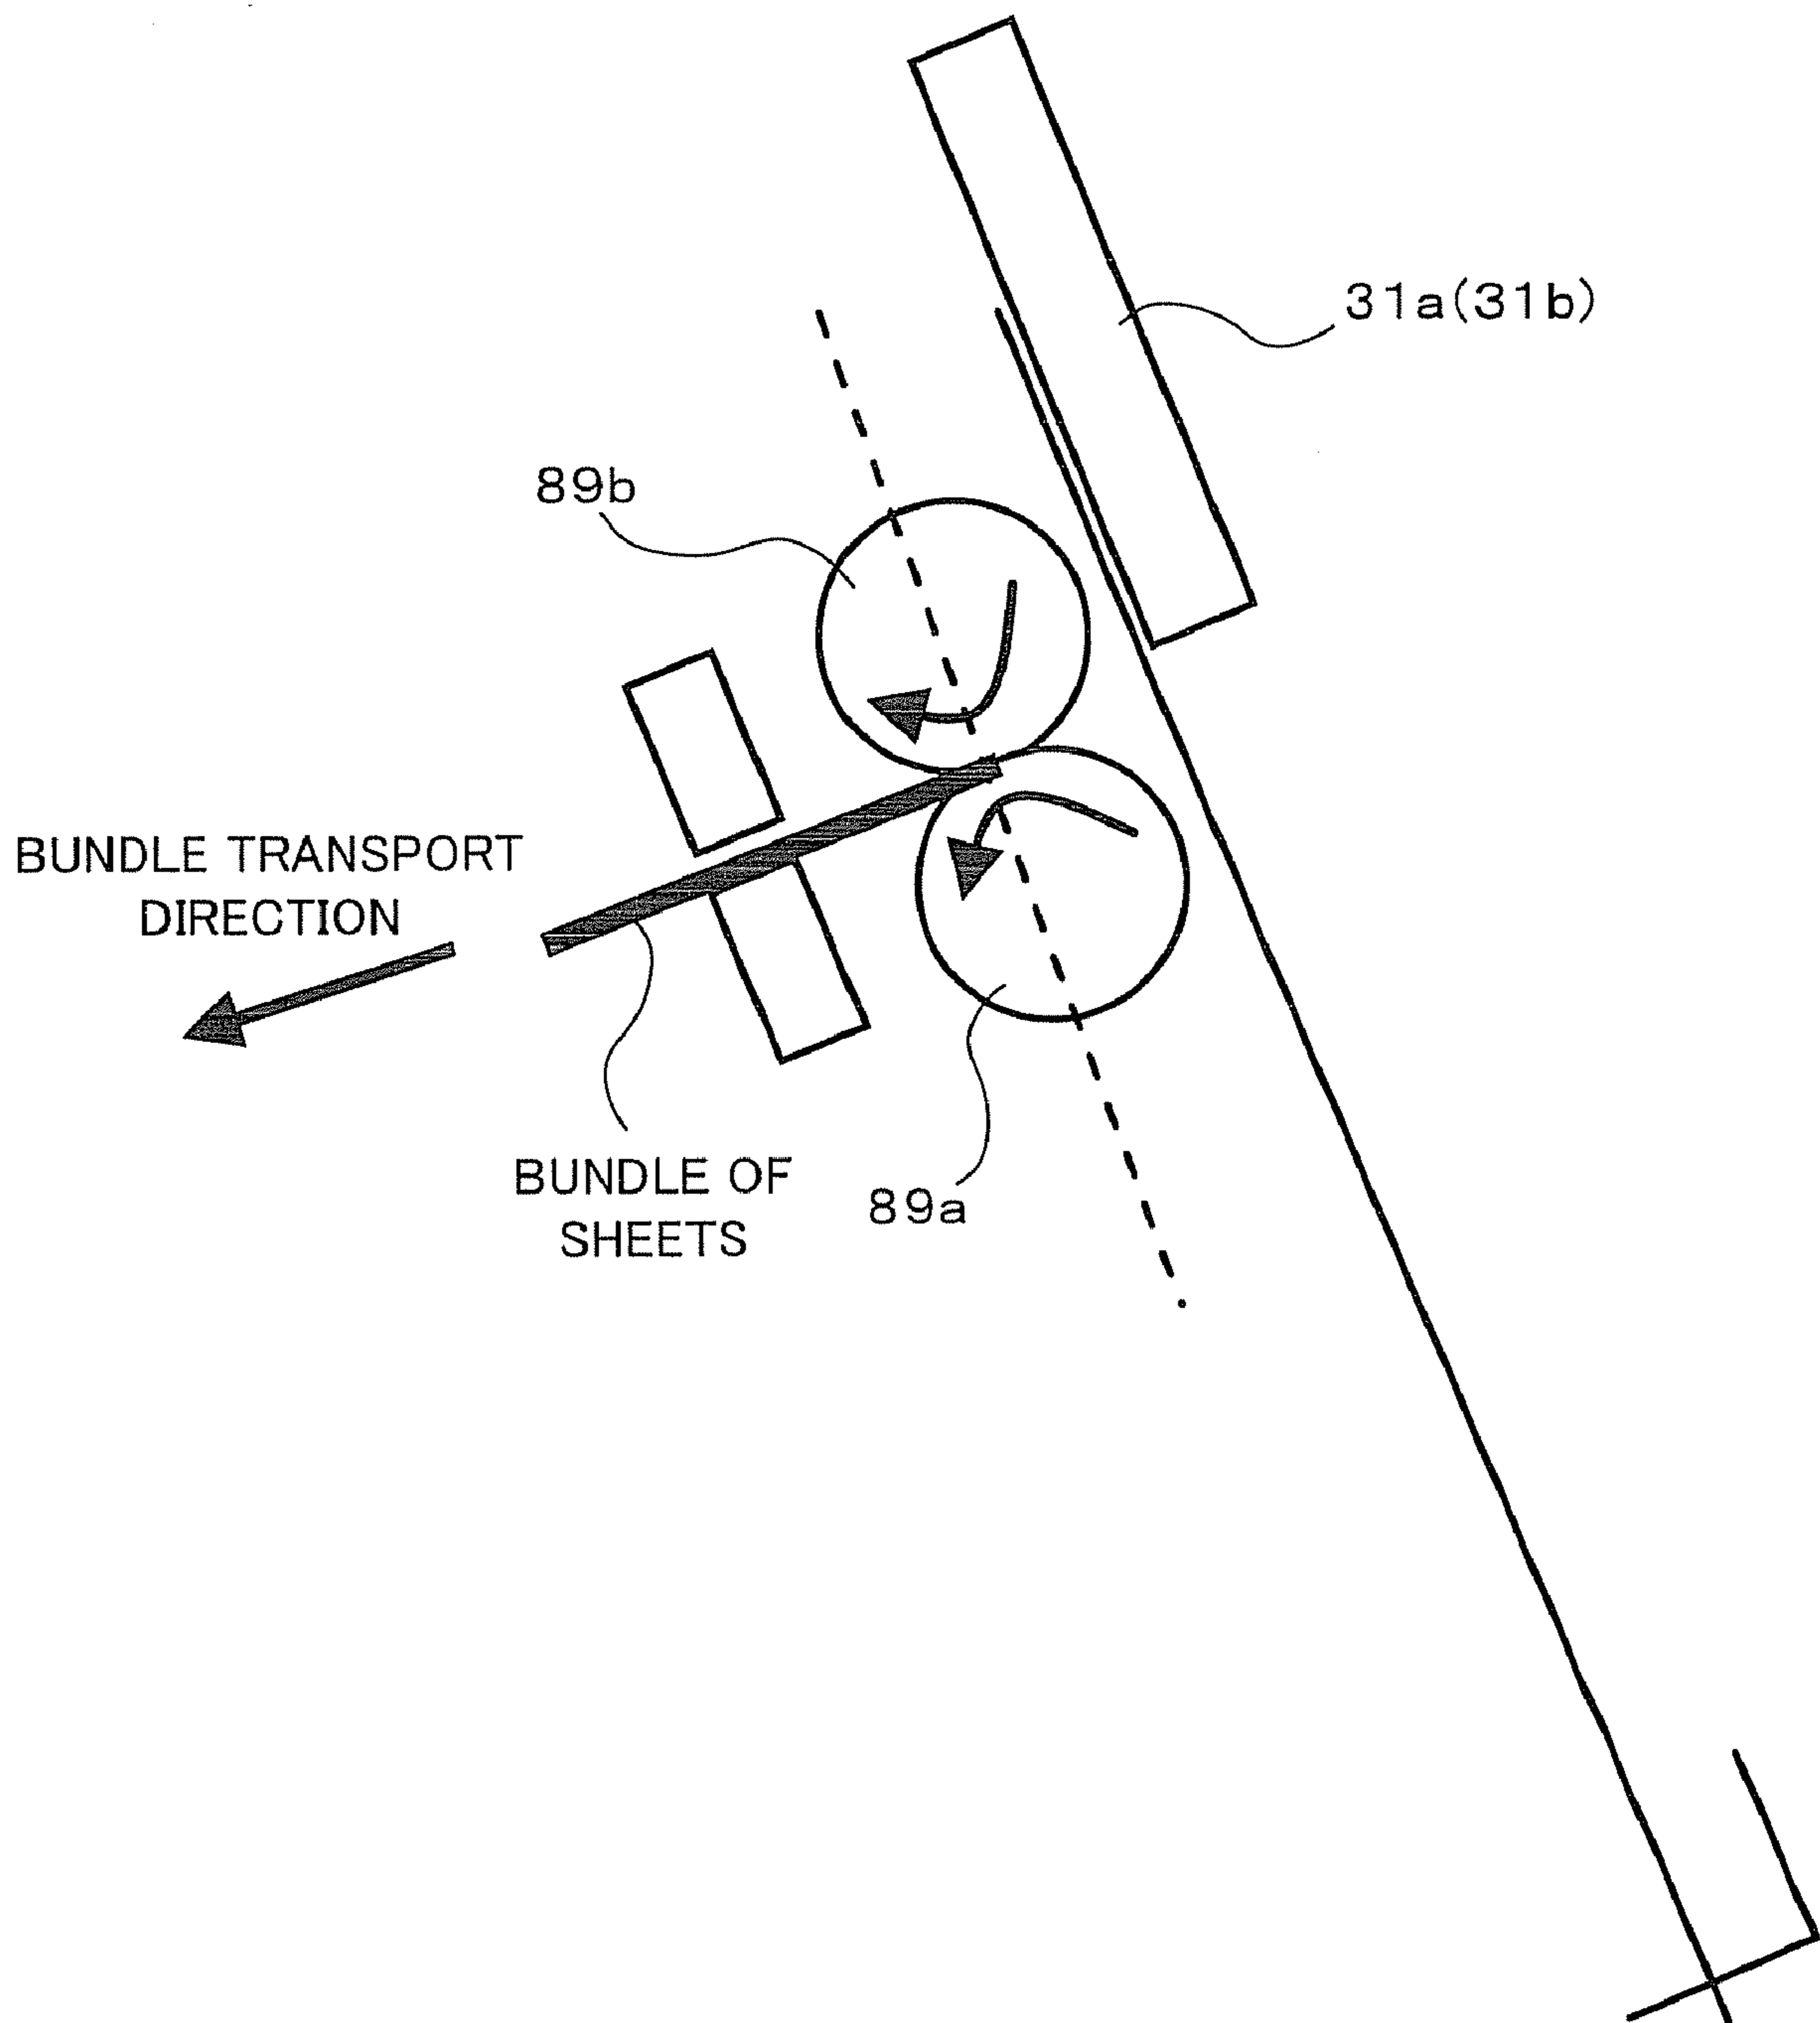 31a(31b)
89b
BUNDLE TRANSPORT
DIRECTION
BUNDLE OF
SHEETS
89a